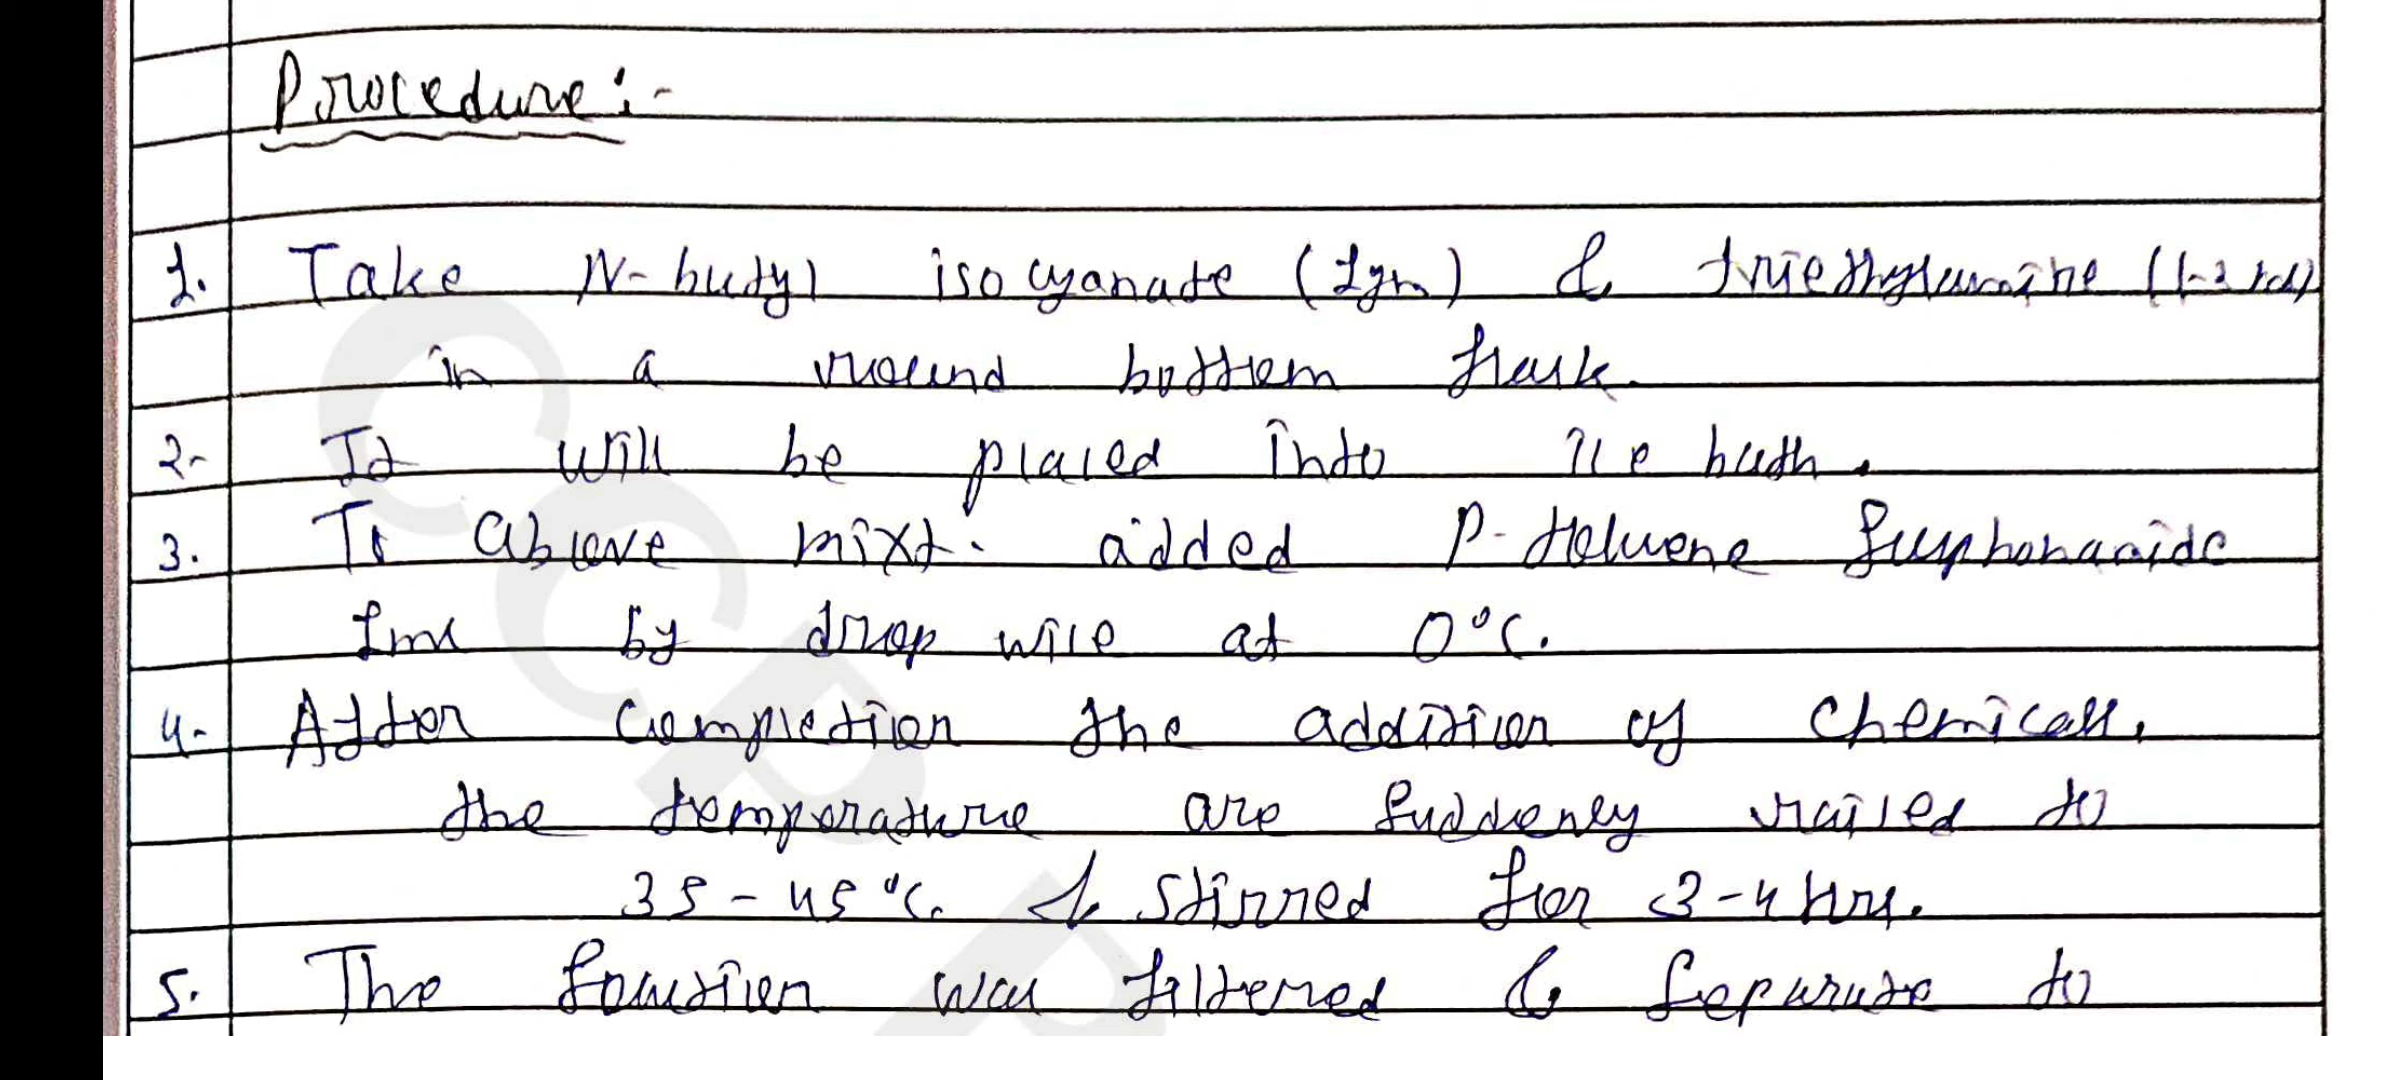 Procedure :-
1. Take N-butyl isocyanate (1gm) & triethylamine
in a round bottom flask.
2- It will be placed into ice bath.
3. To above mixt. added P-toluene sulphonamide
1ml by drop wise at 0°C.
4- After completion the addition of chemicals,
the temperature are suddenly raised to
35-45°C. & stirred for 3-4 Hrs.
5. The solution was filtered & separate to
CCP P